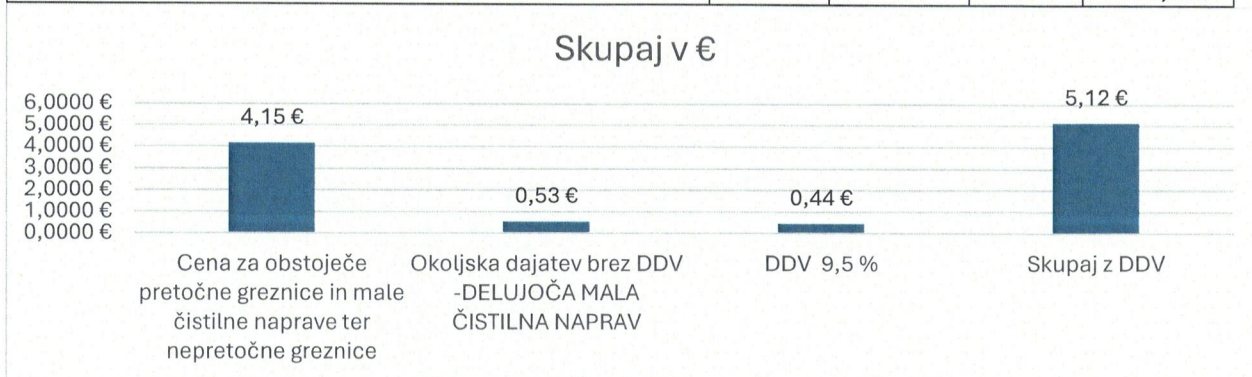 Skupaj v €
6,0000 €
5,0000 €
4,0000 €
3,0000 €
2,0000 €
1,0000 €
0,0000 €
4,15 €
0,53 €
0,44 €
5,12 €
Cena za obstoječe
pretočne greznice in male
čistilne naprave ter
nepretočne greznice
Okoljska dajatev brez DDV
-DELUJOČA MALA
ČISTILNA NAPRAV
DDV 9,5 %
Skupaj z DDV